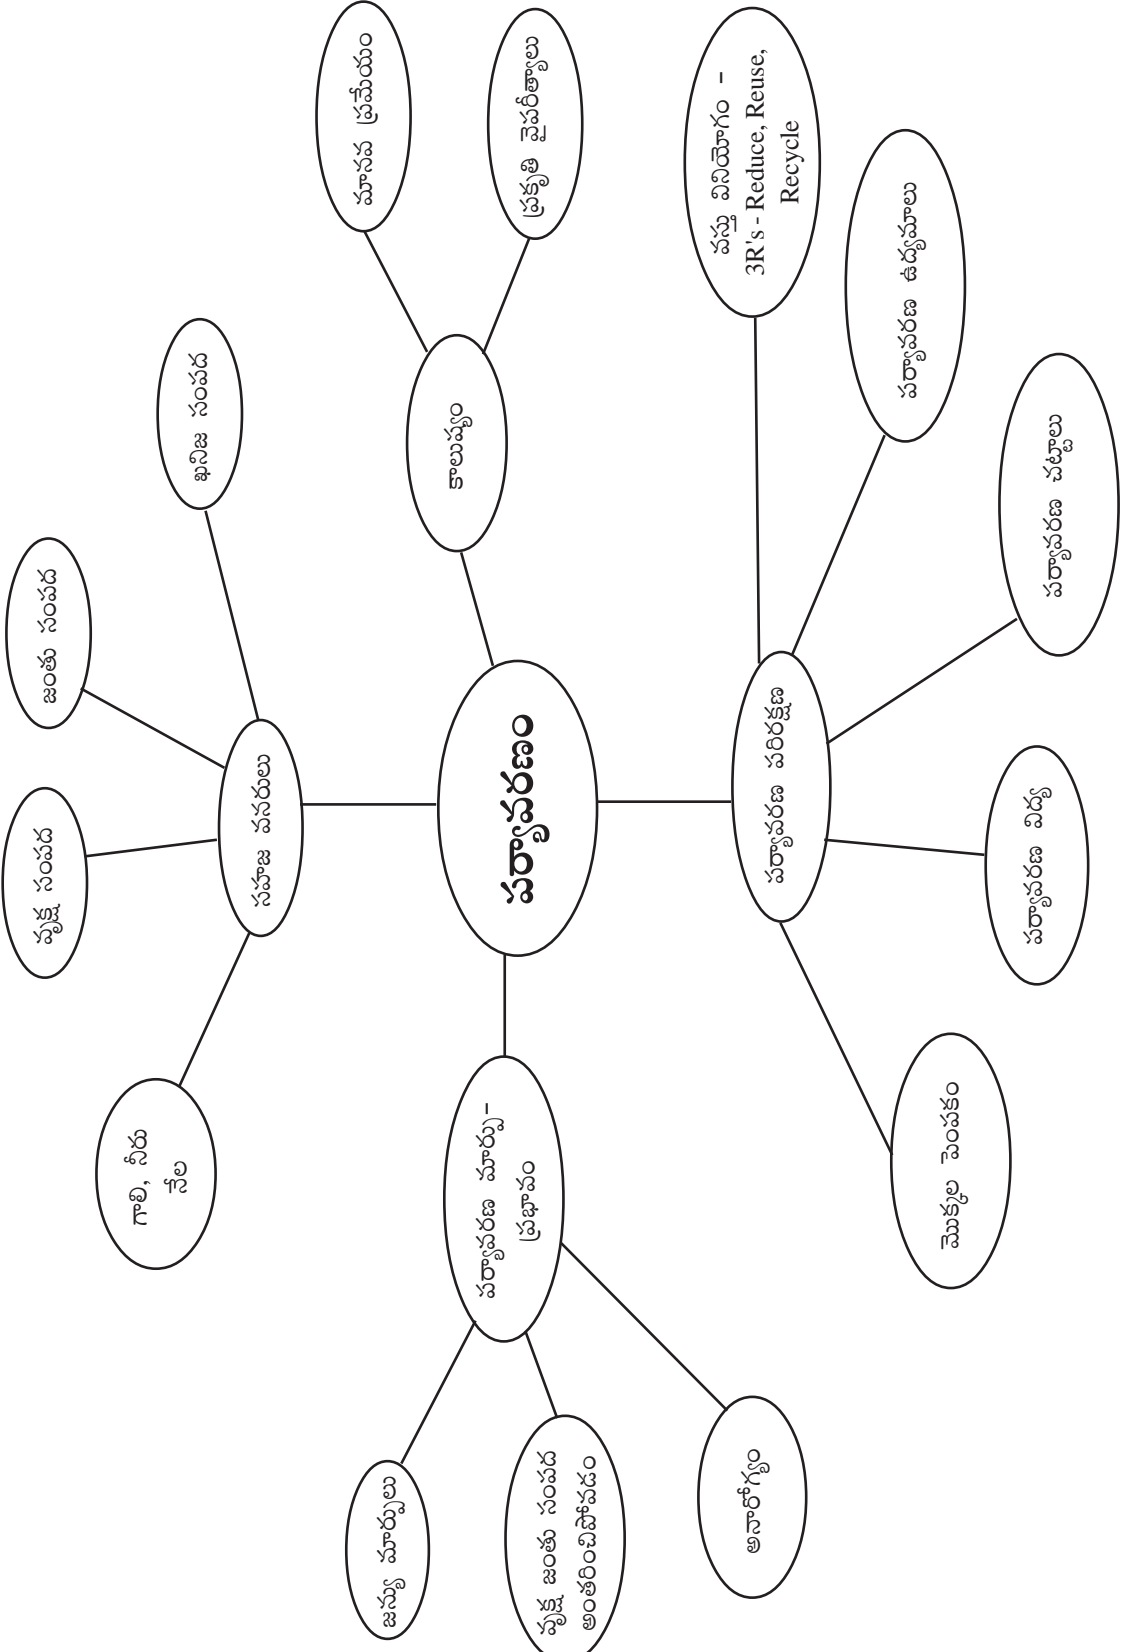 గాలి, నీరు
నేల
వృక్ష సంపద
జంతు సంపద
ఖనిజ సంపద
సహజ వనరులు
మానవ ప్రమేయం
ప్రకృతి వైపరీత్యాలు
కాలుష్యం
పర్యావరణం
పర్యావరణ మార్పు-
ప్రభావం
జన్యు మార్పులు
వృక్ష జంతు సంపద
అంతరించిపోవడం
అనారోగ్యం
పర్యావరణ పరిరక్షణ
వస్తు వినియోగం -
3R's - Reduce, Reuse,
Recycle
పర్యావరణ ఉద్యమాలు
పర్యావరణ చట్టాలు
పర్యావరణ విద్య
మొక్కల పెంపకం